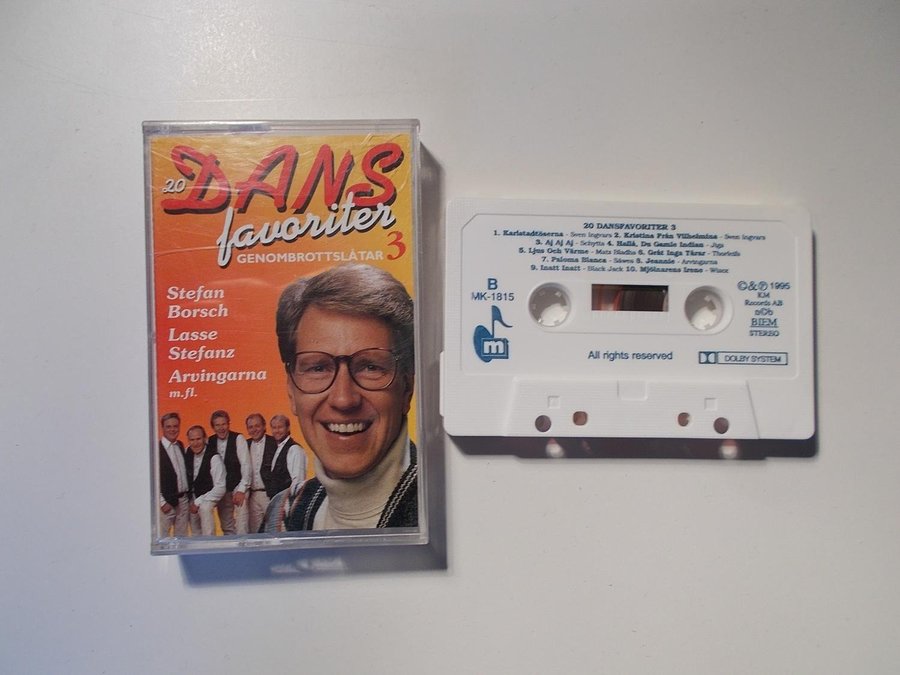 20 DANS
favoriter
GENOMBROTTSLÅTAR 3
Stefan
Borsch
Lasse
Stefanz
Arvingarna
m.fl.
20 DANSFAVORITER 3
1. Karlstadtöserna - Sven Ingvars 2. Kristina Från Vilhelmina - Sven Ingvars
3. Aj Aj Aj - Schytts 4. Hallå, Du Gamle Indian - Jigs
5. Ljus Och Värme - Mats Bladhs 6. Gråt Inga Tårar - Thorleifs
7. Paloma Blanca - Säwes 8. Jeannie - Arvingarna
9. Inatt Inatt - Black Jack 10. Mjölnarens Irene - Wizex
B
MK-1815
m
All rights reserved
©&℗ 1995
KM
Records AB
nCb
BIEM
STEREO
DOLBY SYSTEM